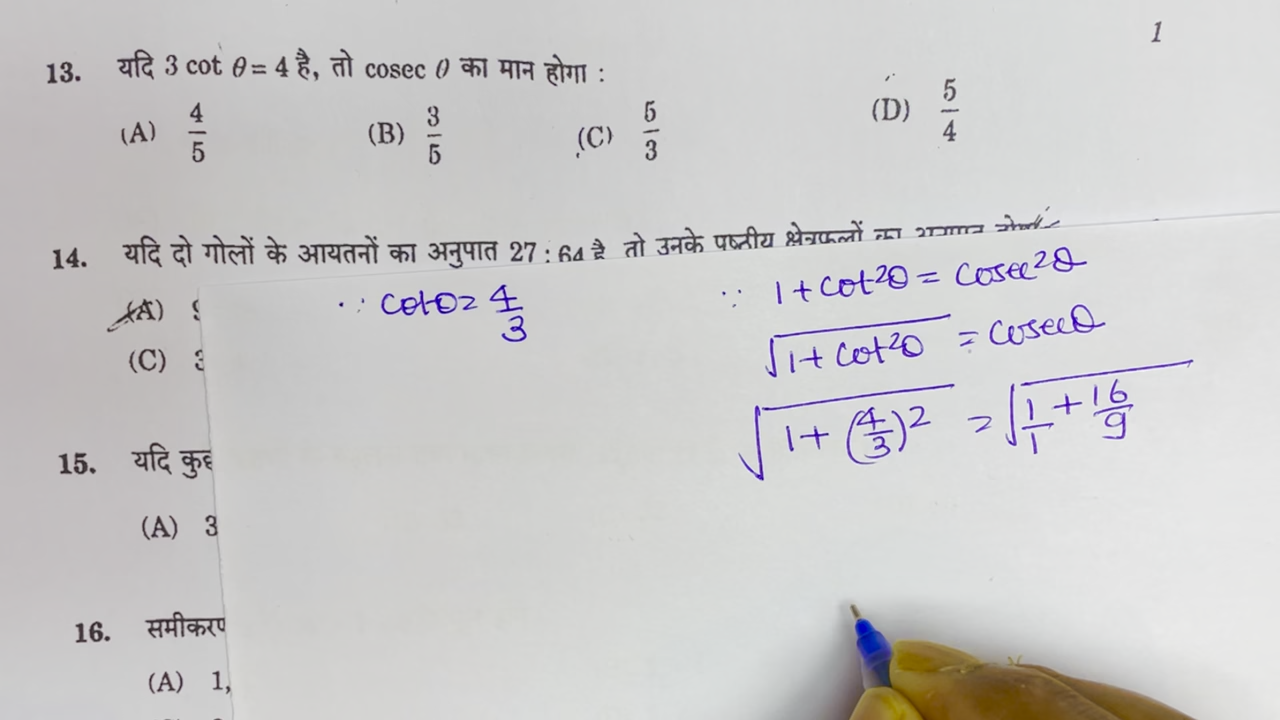 1
13. यदि 3 cot θ = 4 है, तो cosec θ का मान होगा :
(A) 4/5 (B) 3/5 (C) 5/3 (D) 5/4
14. यदि दो गोलों के आयतनों का अनुपात 27 : 64 है तो उनके पृष्ठीय क्षेत्रफलों का
(A)
(C) 3
15. यदि
(A) 3
16. समीकरण
(A) 1,
∵ cotθ = 4/3
∵ 1 + cot²θ = cosec²θ
√(1 + cot²θ) = cosecθ
√(1 + (4/3)²) = √(1/1 + 16/9)